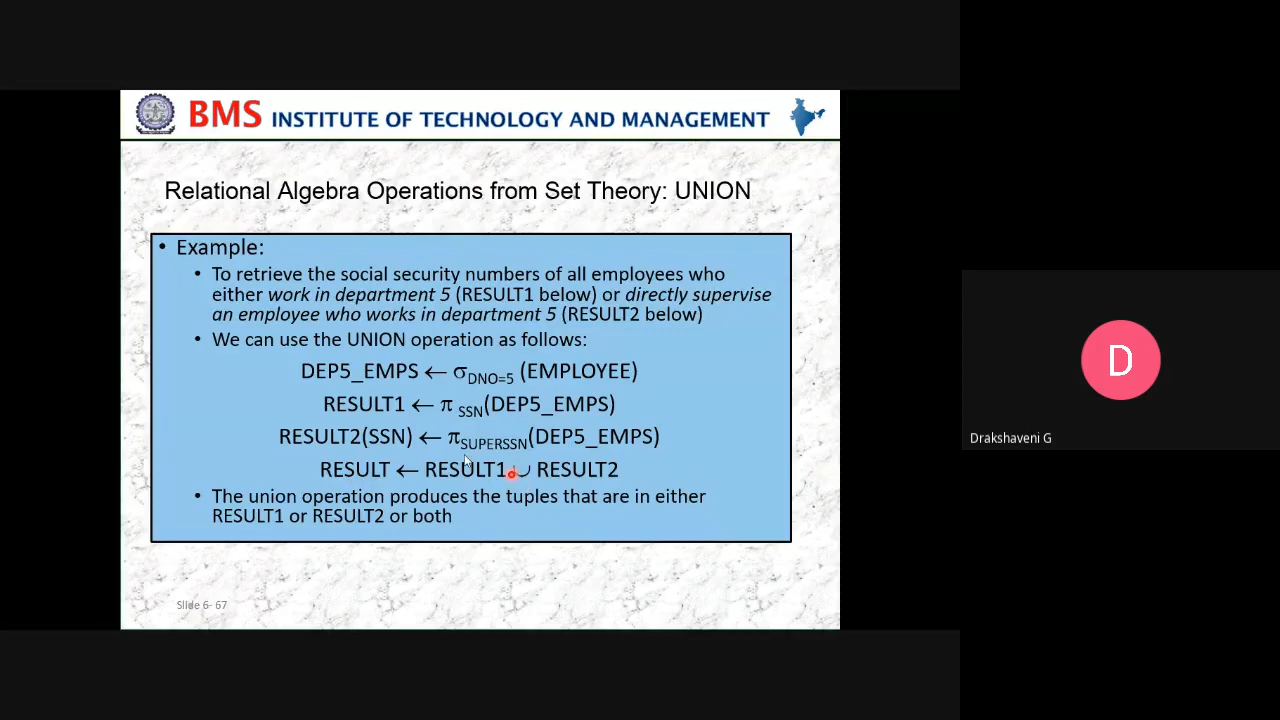 BMS INSTITUTE OF TECHNOLOGY AND MANAGEMENT
Relational Algebra Operations from Set Theory: UNION
• Example:
• To retrieve the social security numbers of all employees who
either work in department 5 (RESULT1 below) or directly supervise
an employee who works in department 5 (RESULT2 below)
• We can use the UNION operation as follows:
DEP5_EMPS ← σDNO=5 (EMPLOYEE)
RESULT1 ← π SSN(DEP5_EMPS)
RESULT2(SSN) ← πSUPERSSN(DEP5_EMPS)
RESULT ← RESULT1 ∪ RESULT2
• The union operation produces the tuples that are in either
RESULT1 or RESULT2 or both
Slide 6- 67
D
Drakshaveni G